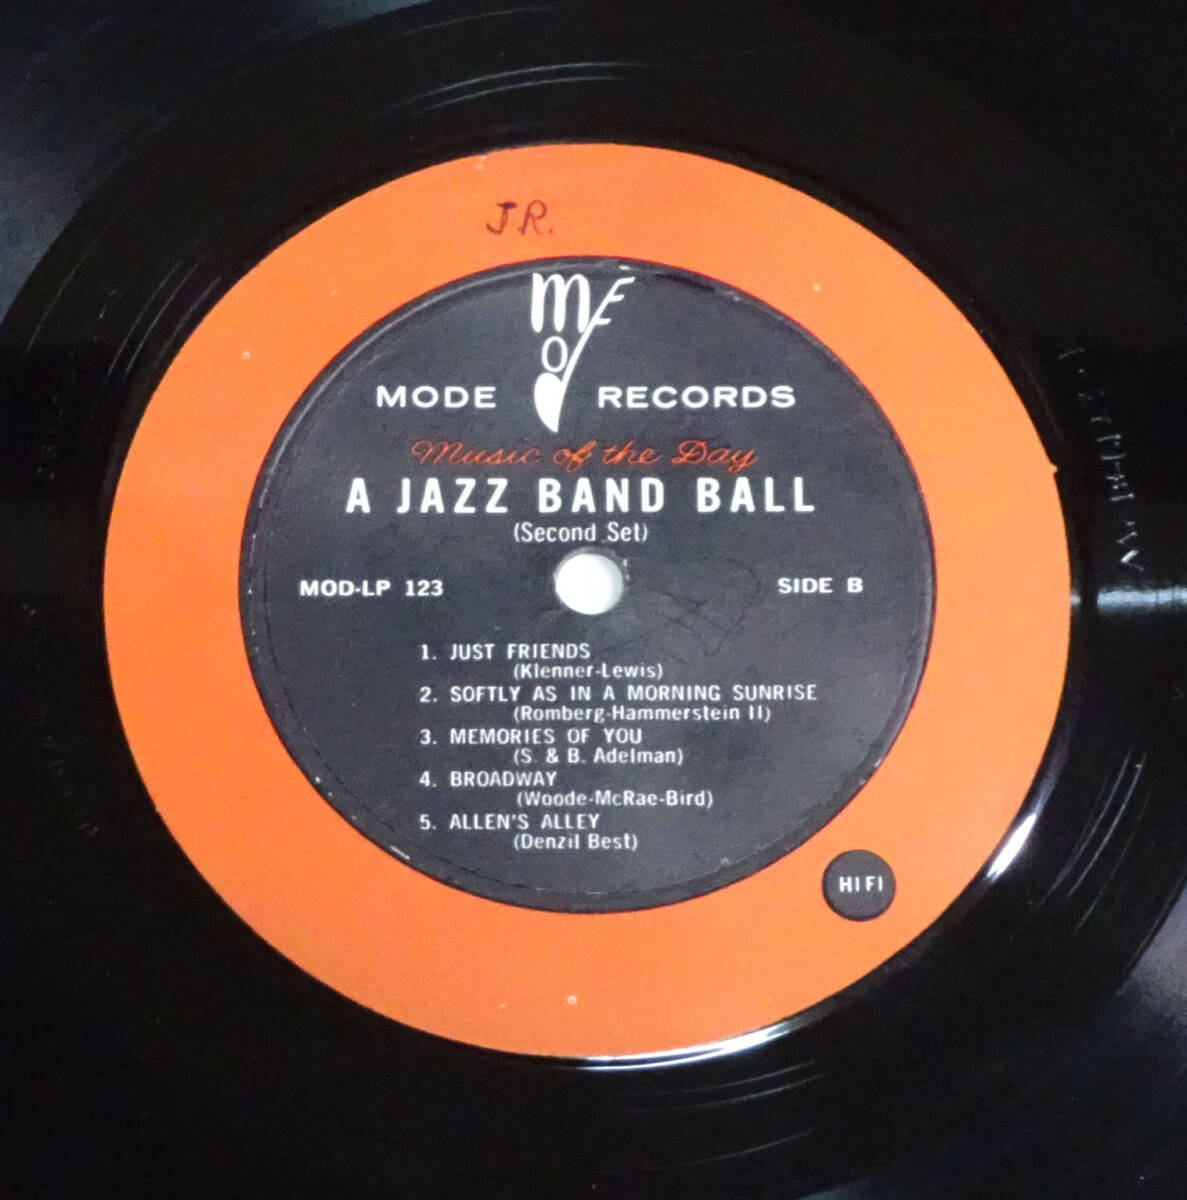 JR.
MODE
MODE RECORDS
Music of the Day
A JAZZ BAND BALL
(Second Set)
MOD-LP 123 SIDE B
1. JUST FRIENDS
(Klenner-Lewis)
2. SOFTLY AS IN A MORNING SUNRISE
(Romberg-Hammerstein II)
3. MEMORIES OF YOU
(S. & B. Adelman)
4. BROADWAY
(Woode-McRae-Bird)
5. ALLEN'S ALLEY
(Denzil Best)
HI FI